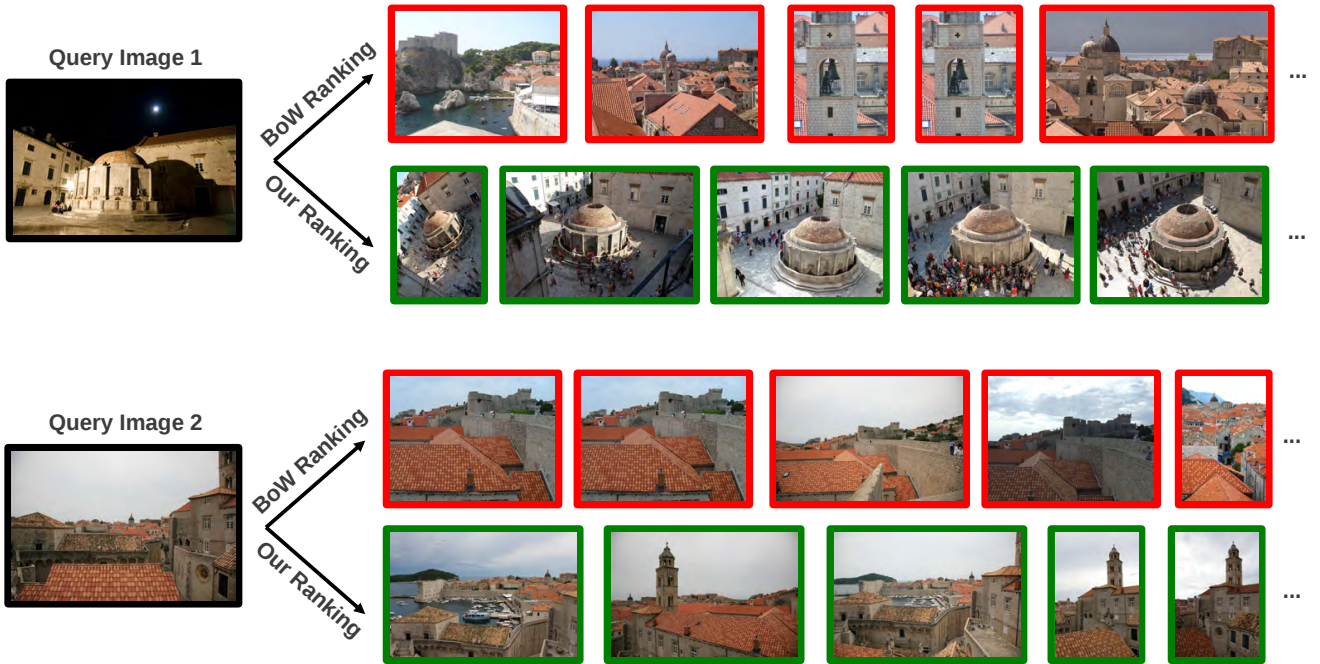 Query Image 1
BoW Ranking
...
Our Ranking
...
Query Image 2
BoW Ranking
...
Our Ranking
...